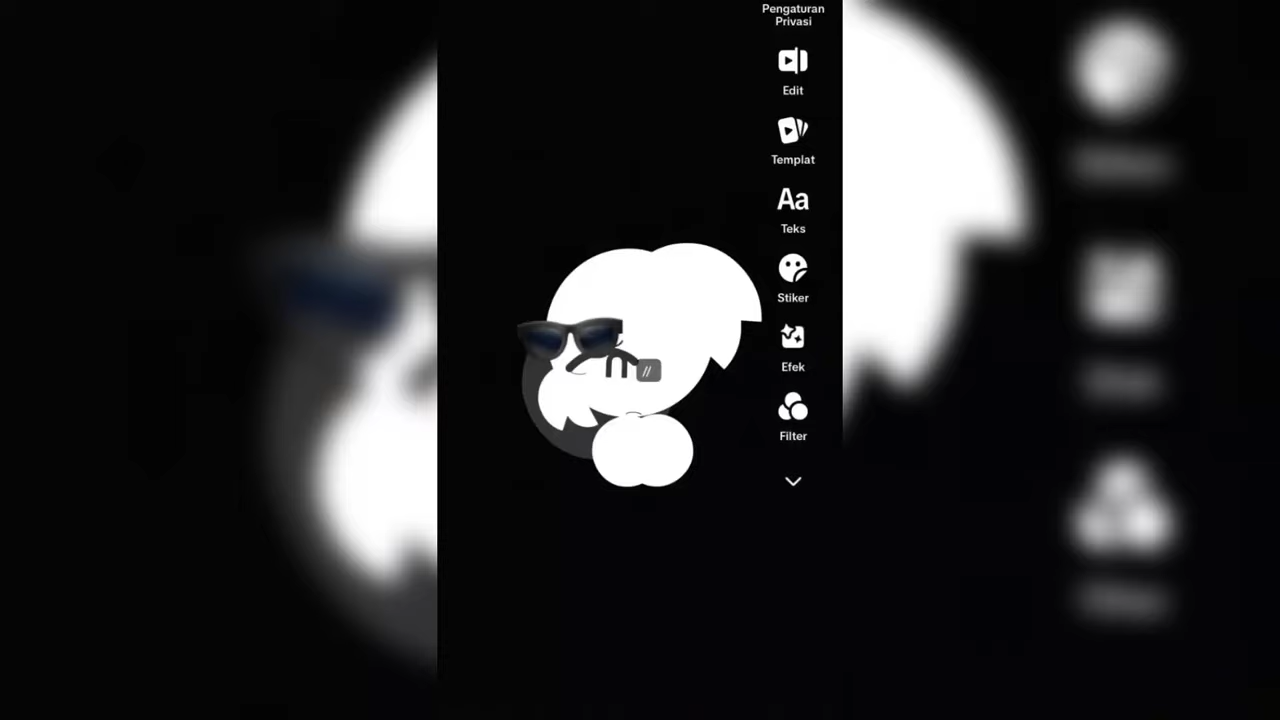 Pengaturan
Privasi
Edit
Templat
Aa
Teks
Stiker
//
Efek
Filter